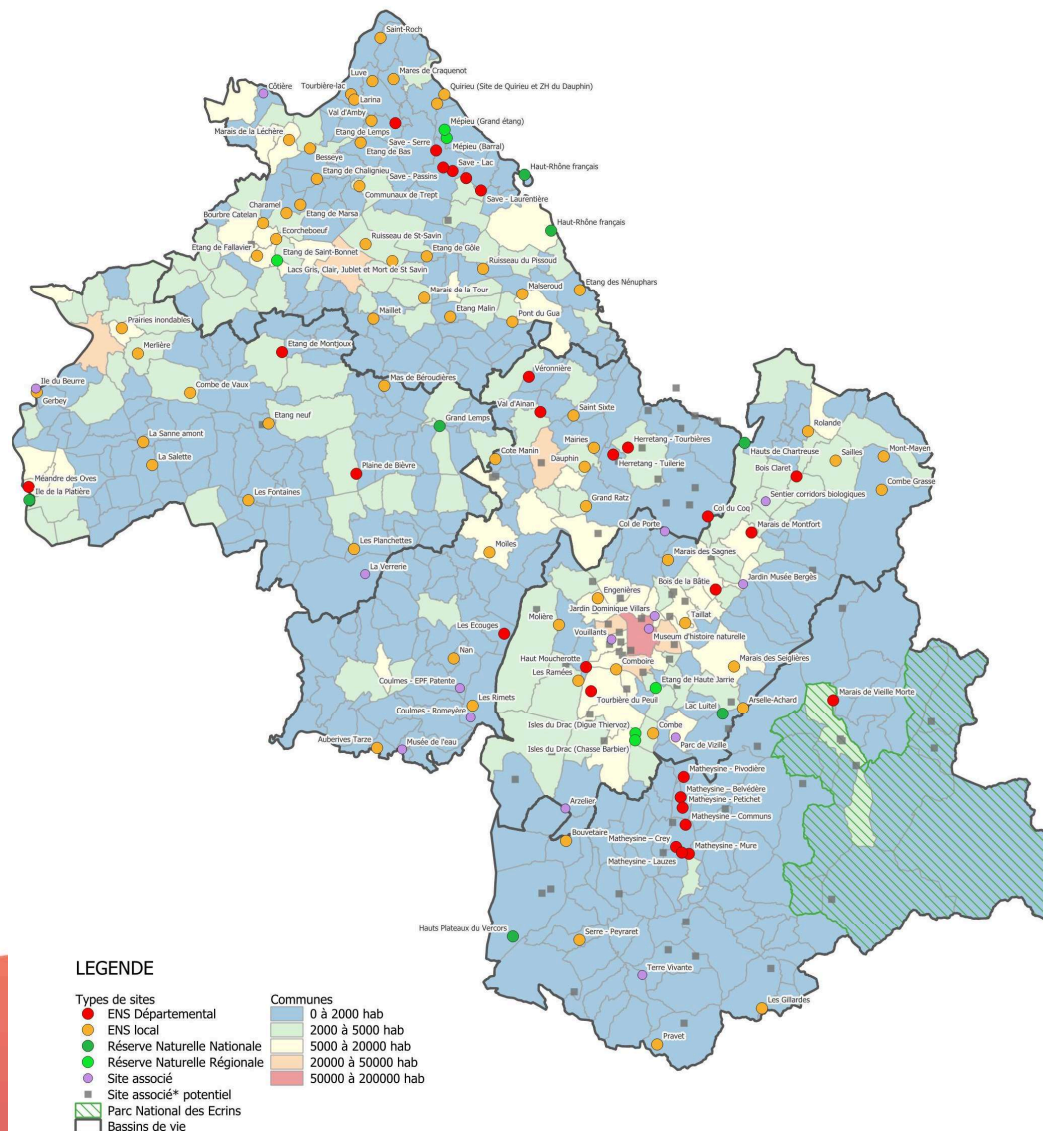 Saint-Roch
Luve
Mares de Craquenot
Côtière
Tourbière-lac
Larina
Quirieu (Site de Quirieu et ZH du Dauphin)
Val d'Amby
Mépieu (Grand étang)
Marais de la Léchère
Etang de Lemps
Save - Serre
Mépieu (Barral)
Besseye
Etang de Bas
Save - Lac
Haut-Rhône français
Etang de Chalignieu
Save - Passins
Communaux de Trept
Save - Laurentière
Charamel
Etang de Marsa
Bourbre Catelan
Haut-Rhône français
Ecorcheboeuf
Ruisseau de St-Savin
Etang de Fallavier
Etang de Saint-Bonnet
Etang de Gôle
Lacs Gris, Clair, Jublet et Mort de St Savin
Ruisseau du Pissoud
Marais de la Tour
Malseroud
Etang des Nénuphars
Prairies inondables
Maillet
Etang Malin
Pont du Gua
Merlière
Etang de Montjoux
Véronnière
Ile du Beurre
Gerbey
Combe de Vaux
Mas de Béroudières
Val d'Ainan
Saint Sixte
Etang neuf
Grand Lemps
Rolande
La Sanne amont
Mairies
Herretang - Tourbières
Hauts de Chartreuse
Sailles
Mont-Mayen
La Salette
Cote Manin
Dauphin
Herretang - Tuilerie
Bois Claret
Plaine de Bièvre
Combe Grasse
Méandre des Oves
Ile de la Platière
Les Fontaines
Grand Ratz
Sentier corridors biologiques
Col du Coq
Col de Porte
Marais de Montfort
Les Planchettes
Moïles
Marais des Sagnes
La Verrerie
Bois de la Bâtie
Jardin Musée Bergès
Engenières
Jardin Dominique Villars
Molière
Taillat
Les Ecouges
Vouillants
Museum d'histoire naturelle
Nan
Haut Moucherotte
Comboire
Marais des Seiglières
Les Ramées
Coulmes - EPF Patente
Etang de Haute Jarrie
Tourbière du Peuil
Marais de Vieille Morte
Les Rimets
Lac Luitel
Arselle-Achard
Coulmes - Romeyère
Isles du Drac (Digue Thiervoz)
Combe
Auberives Tarze
Musée de l'eau
Isles du Drac (Chasse Barbier)
Parc de Vizille
Matheysine - Pivodière
Matheysine – Belvédère
Matheysine - Petichet
Arzelier
Matheysine – Communs
Bouvetaire
Matheysine – Crey
Matheysine - Mure
Matheysine - Lauzes
Hauts Plateaux du Vercors
Serre - Peyraret
Terre Vivante
Les Gillardes
Pravet
LEGENDE
Types de sites
ENS Départemental
ENS local
Réserve Naturelle Nationale
Réserve Naturelle Régionale
Site associé
Site associé* potentiel
Parc National des Ecrins
Bassins de vie
Communes
0 à 2000 hab
2000 à 5000 hab
5000 à 20000 hab
20000 à 50000 hab
50000 à 200000 hab